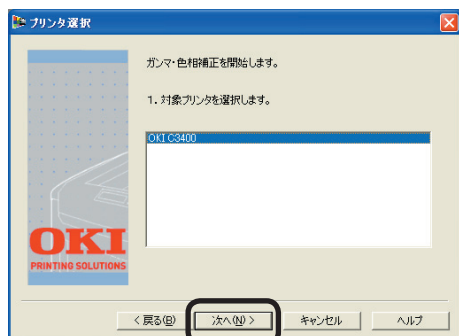 プリンタ選択
ガンマ・色相補正を開始します。
1. 対象プリンタを選択します。
OKI C3400
OKI
PRINTING SOLUTIONS
< 戻る(B)
次へ(N) >
キャンセル
ヘルプ